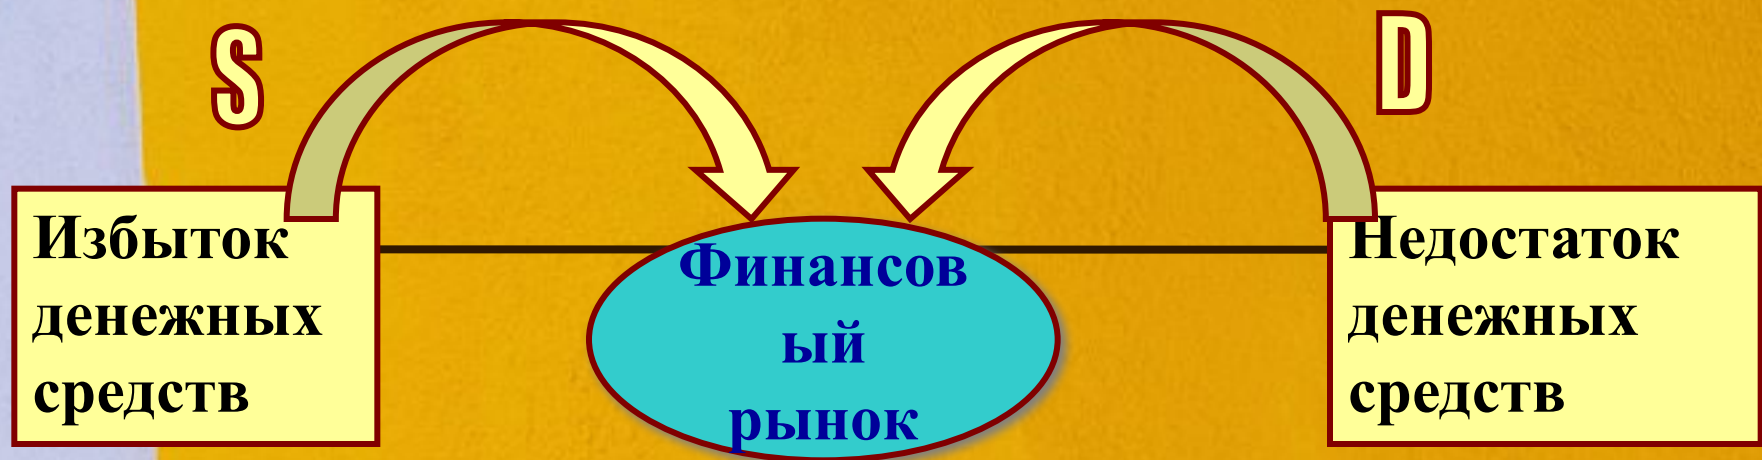 S
D
Избыток
денежных
средств
Финансов
ый
рынок
Недостаток
денежных
средств